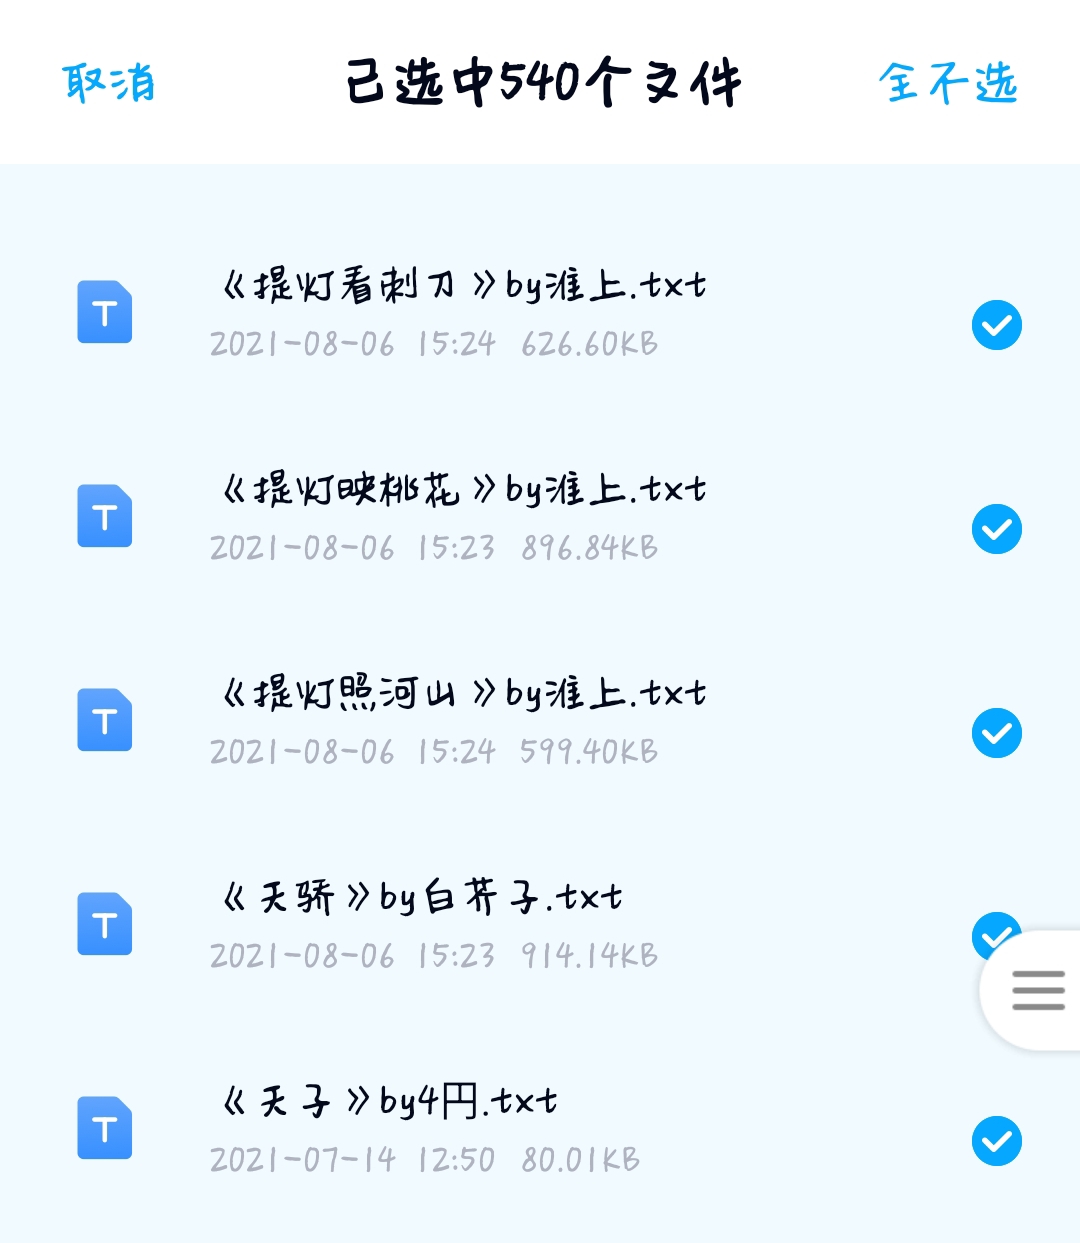 取消 已选中540个文件 全不选
《提灯看刺刀》by淮上.txt
2021-08-06 15:24 626.60KB
《提灯映桃花》by淮上.txt
2021-08-06 15:23 896.84KB
《提灯照河山》by淮上.txt
2021-08-06 15:24 599.40KB
《天骄》by白芥子.txt
2021-08-06 15:23 914.14KB
《天子》by4円.txt
2021-07-14 12:50 80.01KB